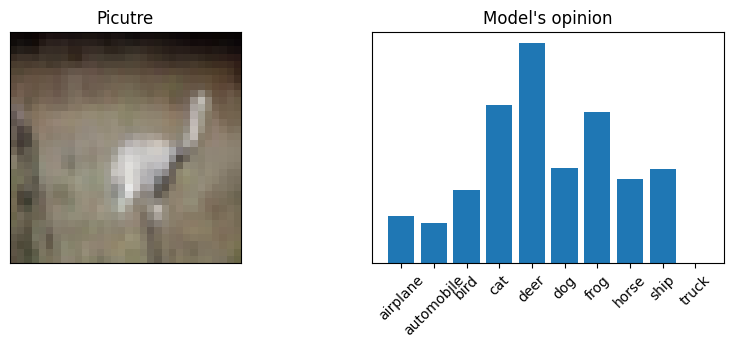 Picutre
Model's opinion
airplane
automobile
bird
cat
deer
dog
frog
horse
ship
truck